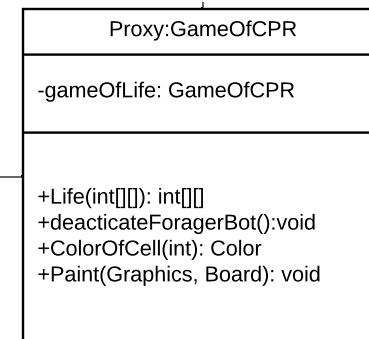 Proxy:GameOfCPR
-gameOfLife: GameOfCPR
+Life(int[][]): int[][]
+deacticateForagerBot():void
+ColorOfCell(int): Color
+Paint(Graphics, Board): void